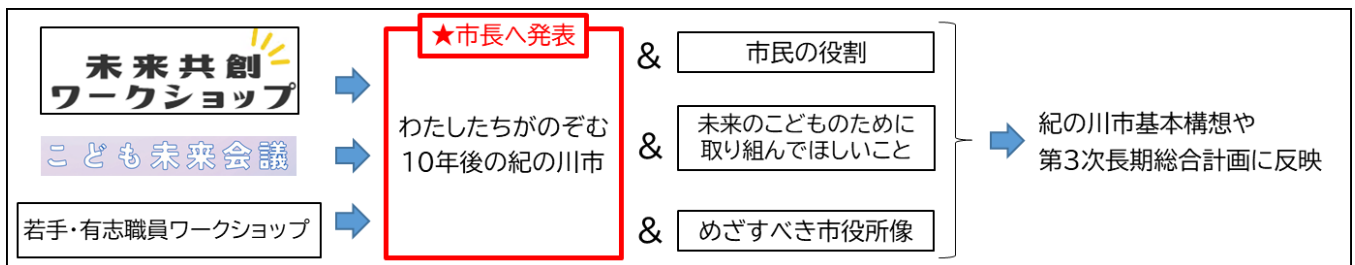 未来共創
ワークショップ
こども未来会議
若手・有志職員ワークショップ
★市長へ発表
わたしたちがのぞむ
10年後の紀の川市
&
市民の役割
&
未来のこどものために
取り組んでほしいこと
&
めざすべき市役所像
紀の川市基本構想や
第3次長期総合計画に反映